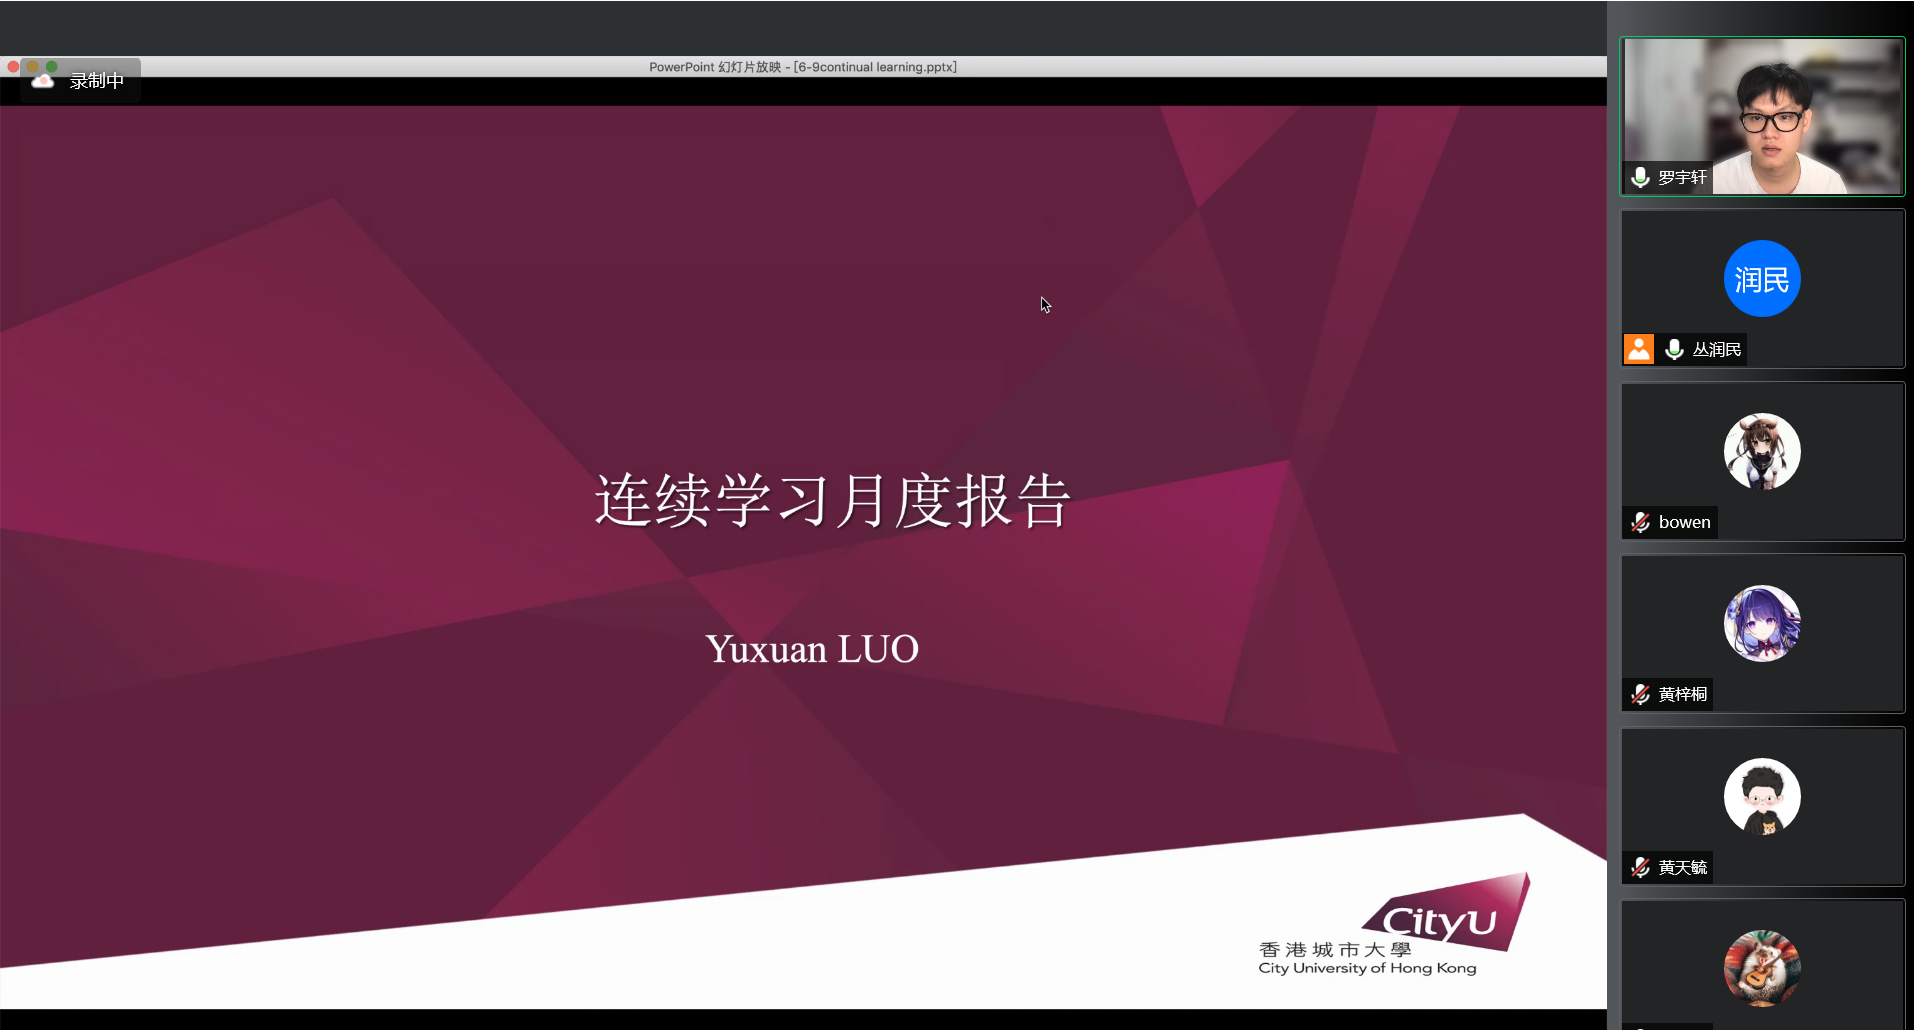 PowerPoint 幻灯片放映 - [6-9continual learning.pptx]
录制中
连续学习月度报告
Yuxuan LUO
CityU
香港城市大學
City University of Hong Kong
罗宇轩
润民
丛润民
bowen
黄梓桐
黄天毓